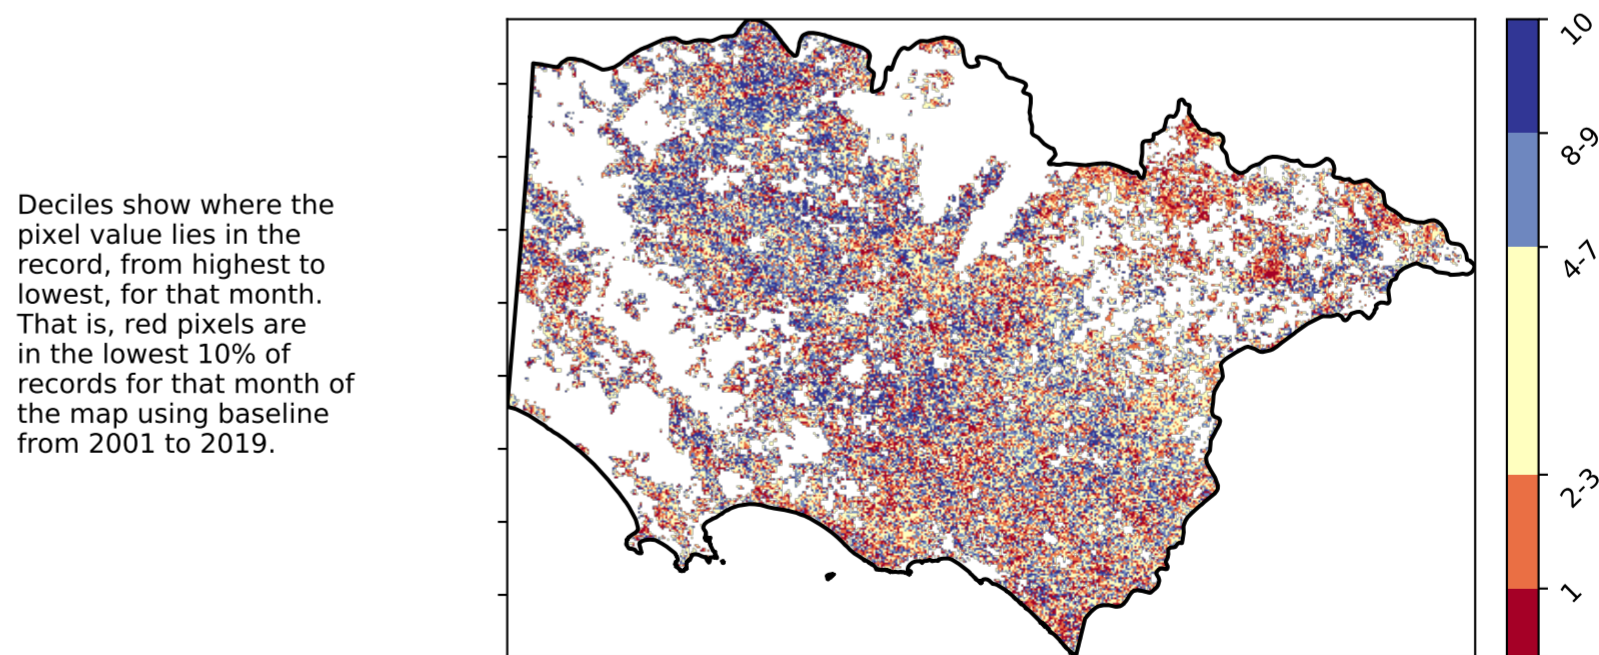 Deciles show where the
pixel value lies in the
record, from highest to
lowest, for that month.
That is, red pixels are
in the lowest 10% of
records for that month of
the map using baseline
from 2001 to 2019.
10
8-9
4-7
2-3
1